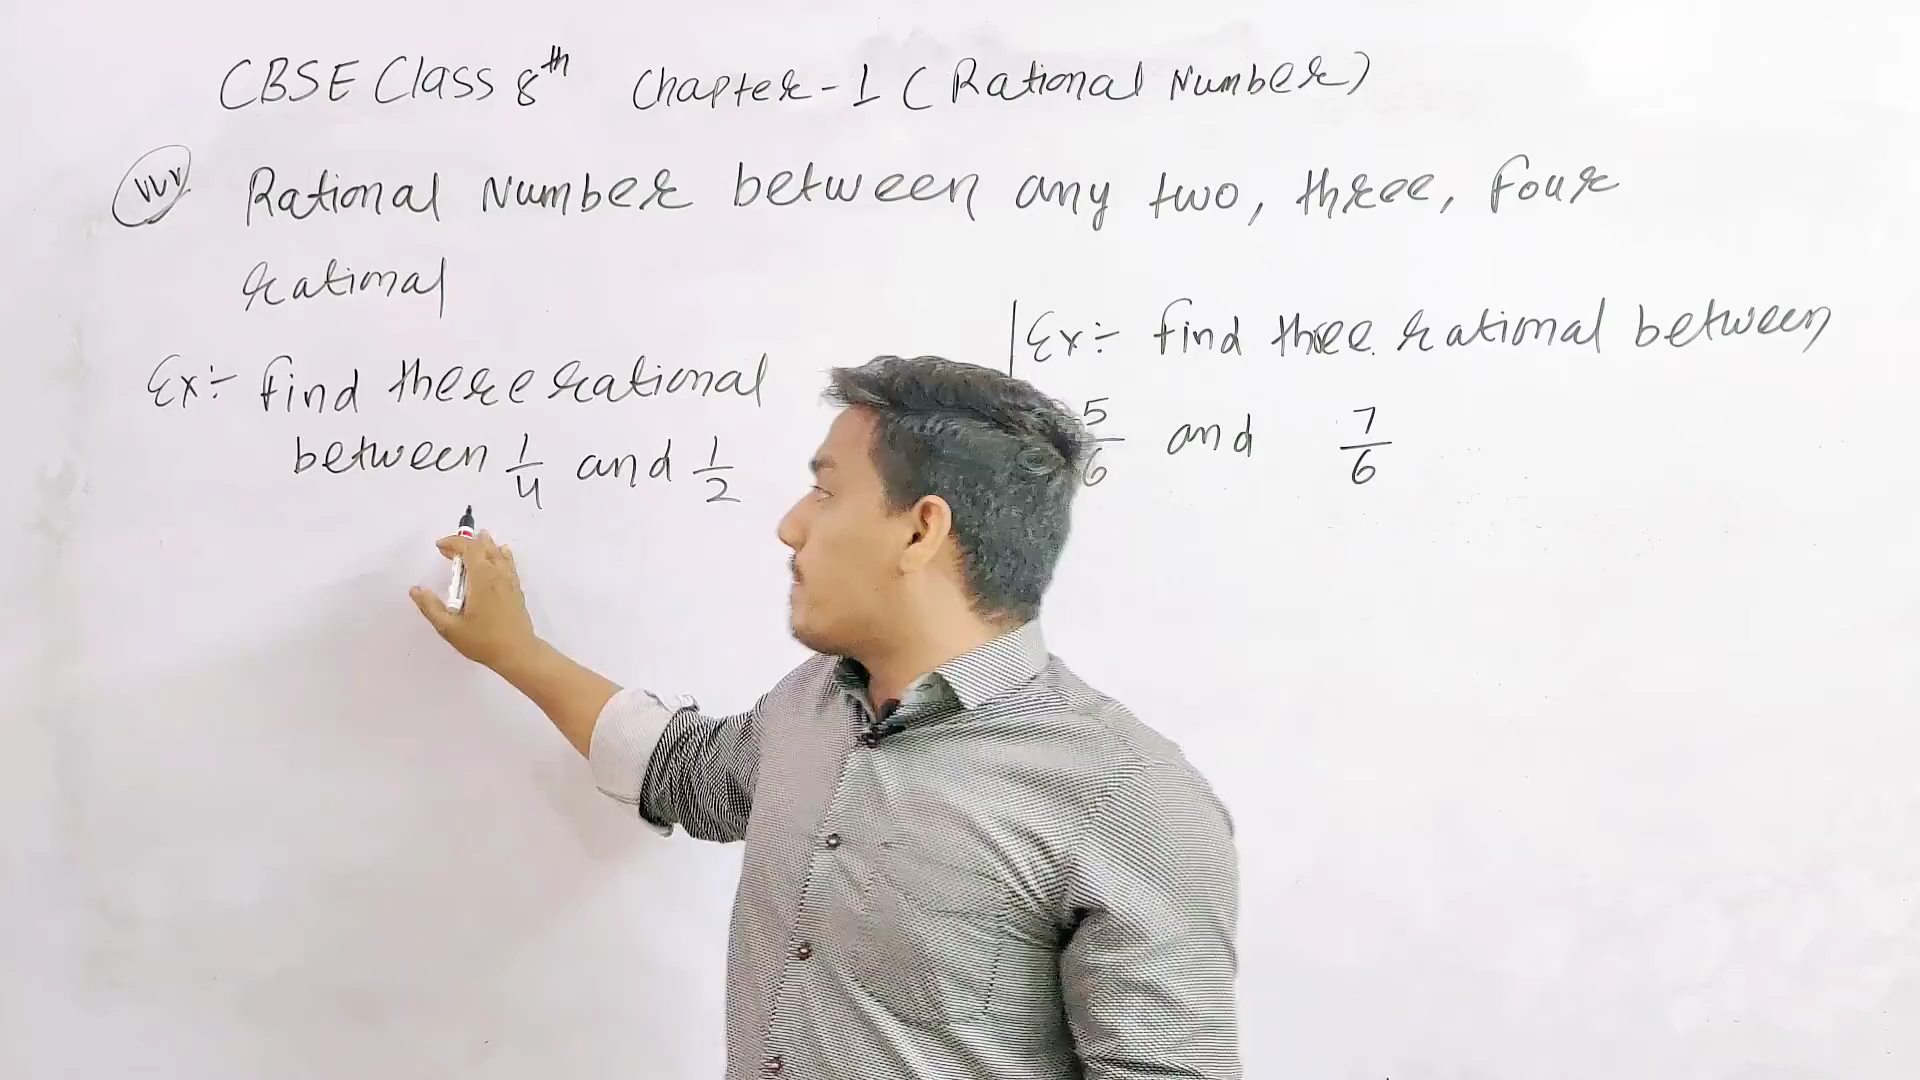 CBSE Class 8th Chapter-1 (Rational Number)
VVI Rational Number between any two, three, four
rational
Ex÷ find there rational
between 1/4 and 1/2
Ex÷ find three rational between
5/6 and 7/6